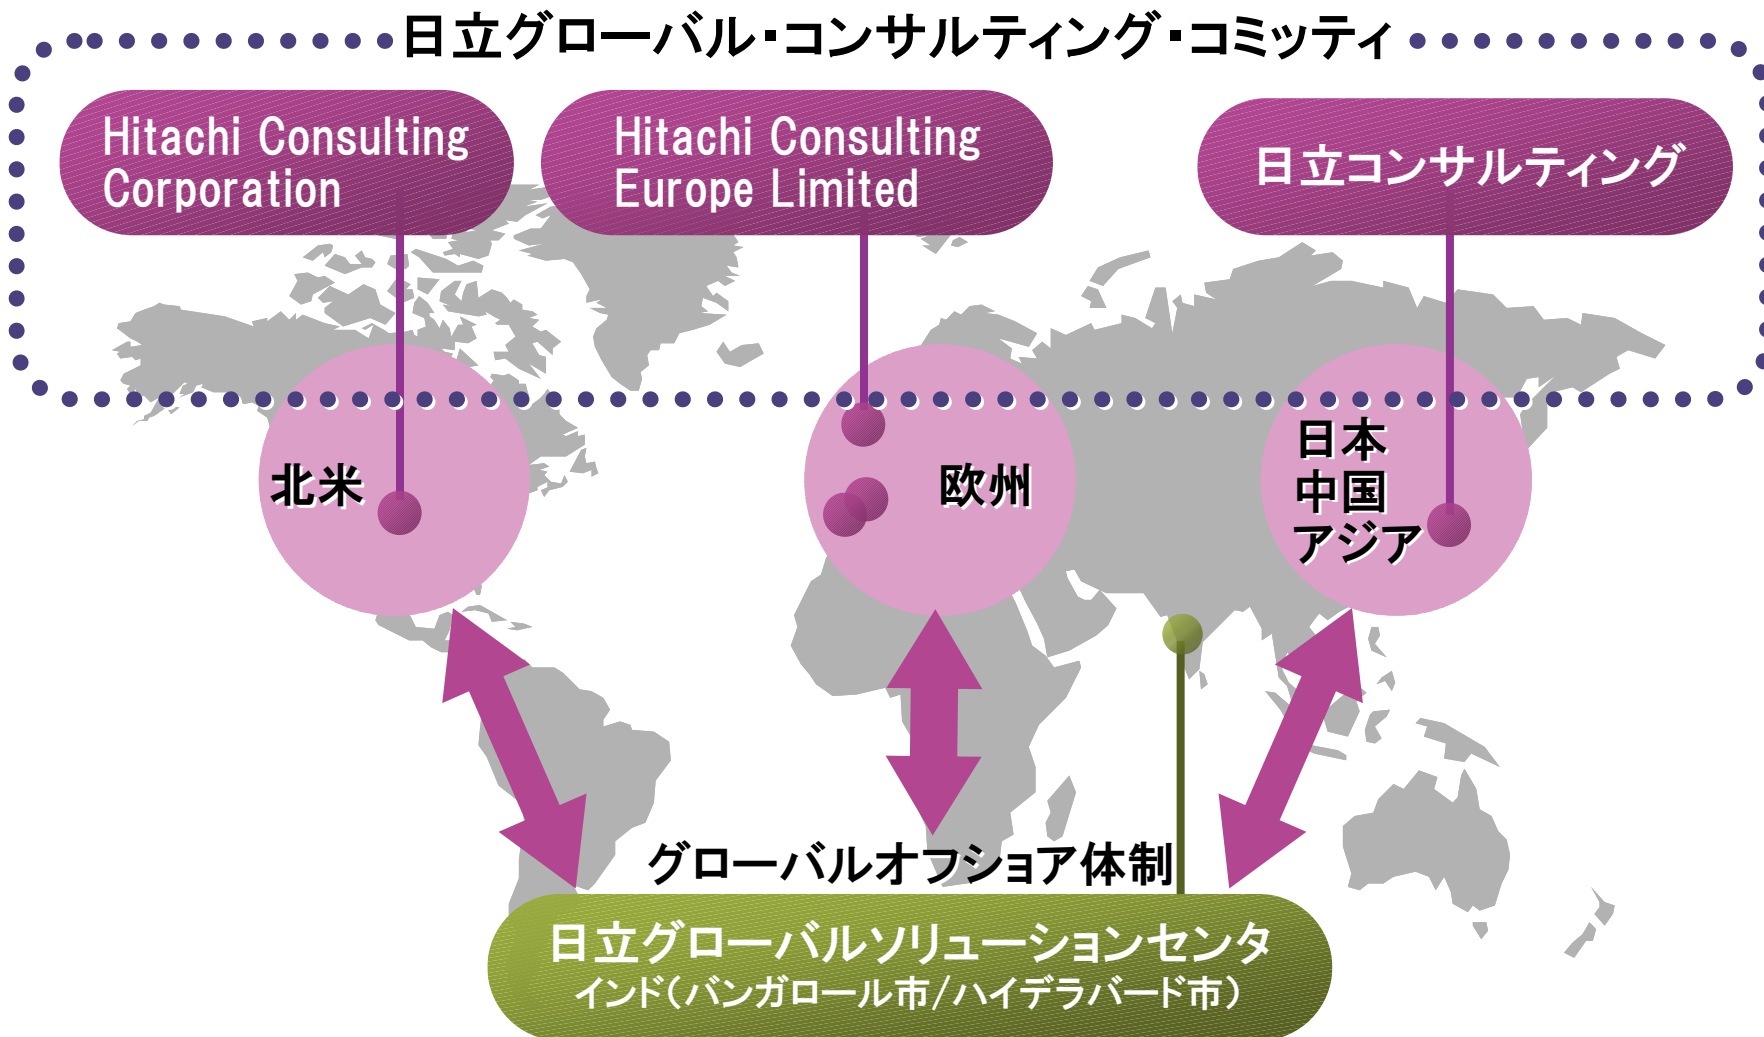 日立グローバル・コンサルティング・コミッティ
Hitachi Consulting
Corporation
Hitachi Consulting
Europe Limited
日立コンサルティング
北米
欧州
日本
中国
アジア
グローバルオフショア体制
日立グローバルソリューションセンタ
インド(バンガロール市/ハイデラバード市)